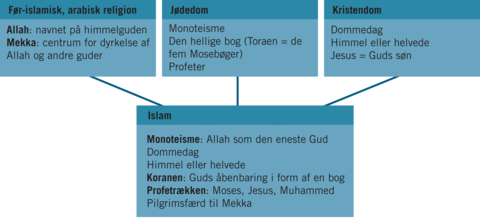 Før-islamisk, arabisk religion
Allah: navnet på himmelguden
Mekka: centrum for dyrkelse af
Allah og andre guder
Jødedom
Monoteisme
Den hellige bog (Toraen = de
fem Mosebøger)
Profeter
Kristendom
Dommedag
Himmel eller helvede
Jesus = Guds søn
Islam
Monoteisme: Allah som den eneste Gud
Dommedag
Himmel eller helvede
Koranen: Guds åbenbaring i form af en bog
Profetrækken: Moses, Jesus, Muhammed
Pilgrimsfærd til Mekka